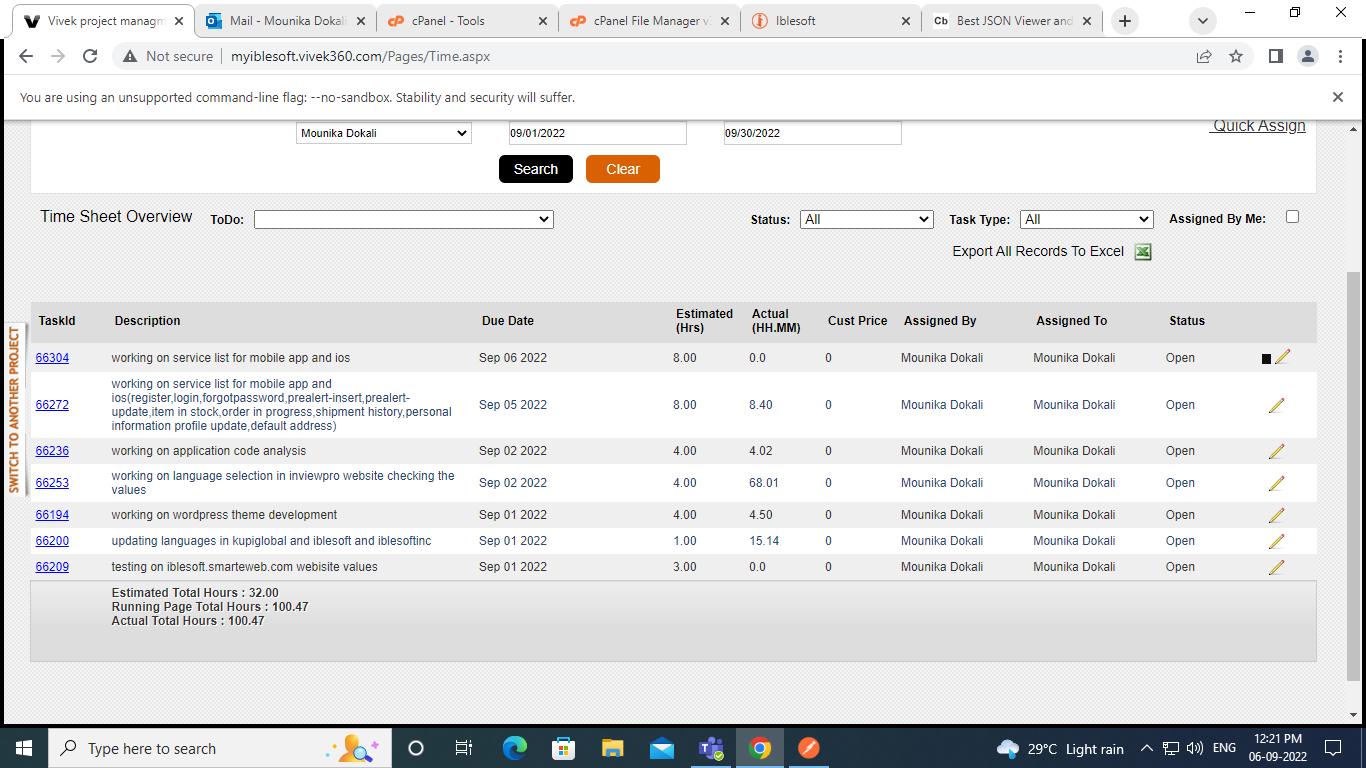 Vivek project managm
Mail - Mounika Dokali
cPanel - Tools
cPanel File Manager v
Iblesoft
Cb
Best JSON Viewer and
Not secure
myiblesoft.vivek360.com/Pages/Time.aspx
You are using an unsupported command-line flag: --no-sandbox. Stability and security will suffer.
Mounika Dokali
09/01/2022
09/30/2022
Quick Assign
Search
Clear
Time Sheet Overview
ToDo:
Status:
All
Task Type:
All
Assigned By Me:
Export All Records To Excel
SWITCH TO ANOTHER PROJECT
TaskId Description Due Date Estimated (Hrs) Actual (HH.MM) Cust Price Assigned By Assigned To Status
66304 working on service list for mobile app and ios Sep 06 2022 8.00 0.0 0 Mounika Dokali Mounika Dokali Open
66272 working on service list for mobile app and
ios(register,login,forgotpassword,prealert-insert,prealert-
update,item in stock,order in progress,shipment history,personal
information profile update,default address) Sep 05 2022 8.00 8.40 0 Mounika Dokali Mounika Dokali Open
66236 working on application code analysis Sep 02 2022 4.00 4.02 0 Mounika Dokali Mounika Dokali Open
66253 working on language selection in inviewpro website checking the
values Sep 02 2022 4.00 68.01 0 Mounika Dokali Mounika Dokali Open
66194 working on wordpress theme development Sep 01 2022 4.00 4.50 0 Mounika Dokali Mounika Dokali Open
66200 updating languages in kupiglobal and iblesoft and iblesoftinc Sep 01 2022 1.00 15.14 0 Mounika Dokali Mounika Dokali Open
66209 testing on iblesoft.smarteweb.com webisite values Sep 01 2022 3.00 0.0 0 Mounika Dokali Mounika Dokali Open
Estimated Total Hours : 32.00
Running Page Total Hours : 100.47
Actual Total Hours : 100.47
Type here to search
29°C Light rain
ENG
12:21 PM
06-09-2022